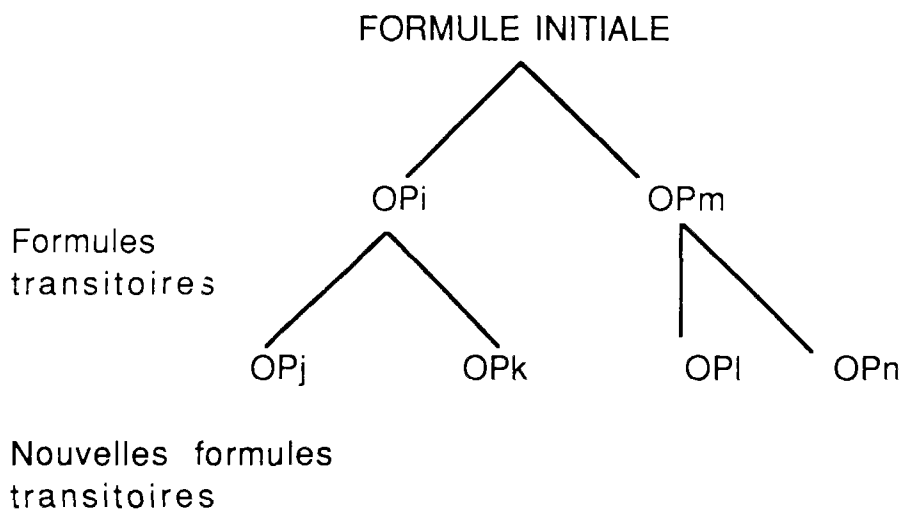 FORMULE INITIALE
OPi OPm
Formules
transitoires
OPj OPk OPl OPn
Nouvelles formules
transitoires